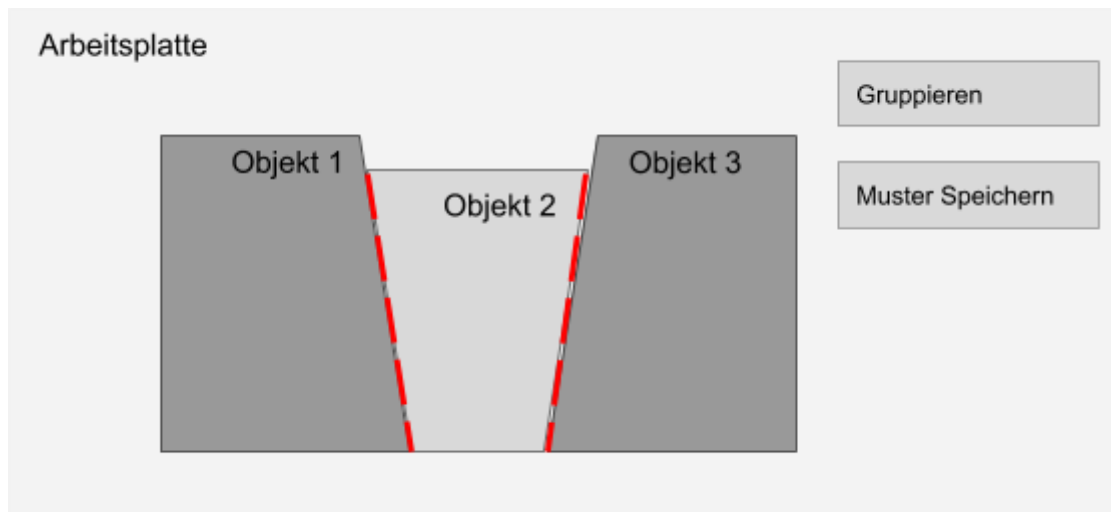 Arbeitsplatte
Gruppieren
Objekt 1
Objekt 3
Muster Speichern
Objekt 2